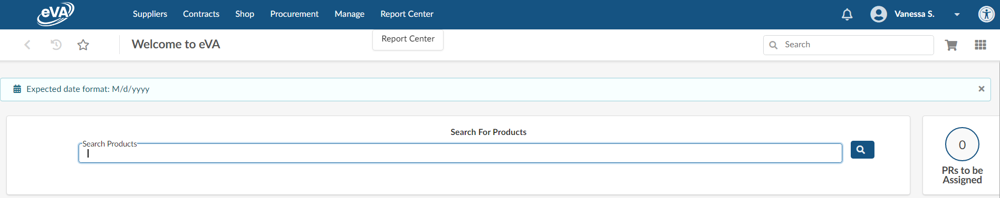 eVA
Suppliers Contracts Shop Procurement Manage Report Center
Vanessa S.
Welcome to eVA
Report Center
Search
Expected date format: M/d/yyyy
Search For Products
Search Products
0
PRs to be
Assigned